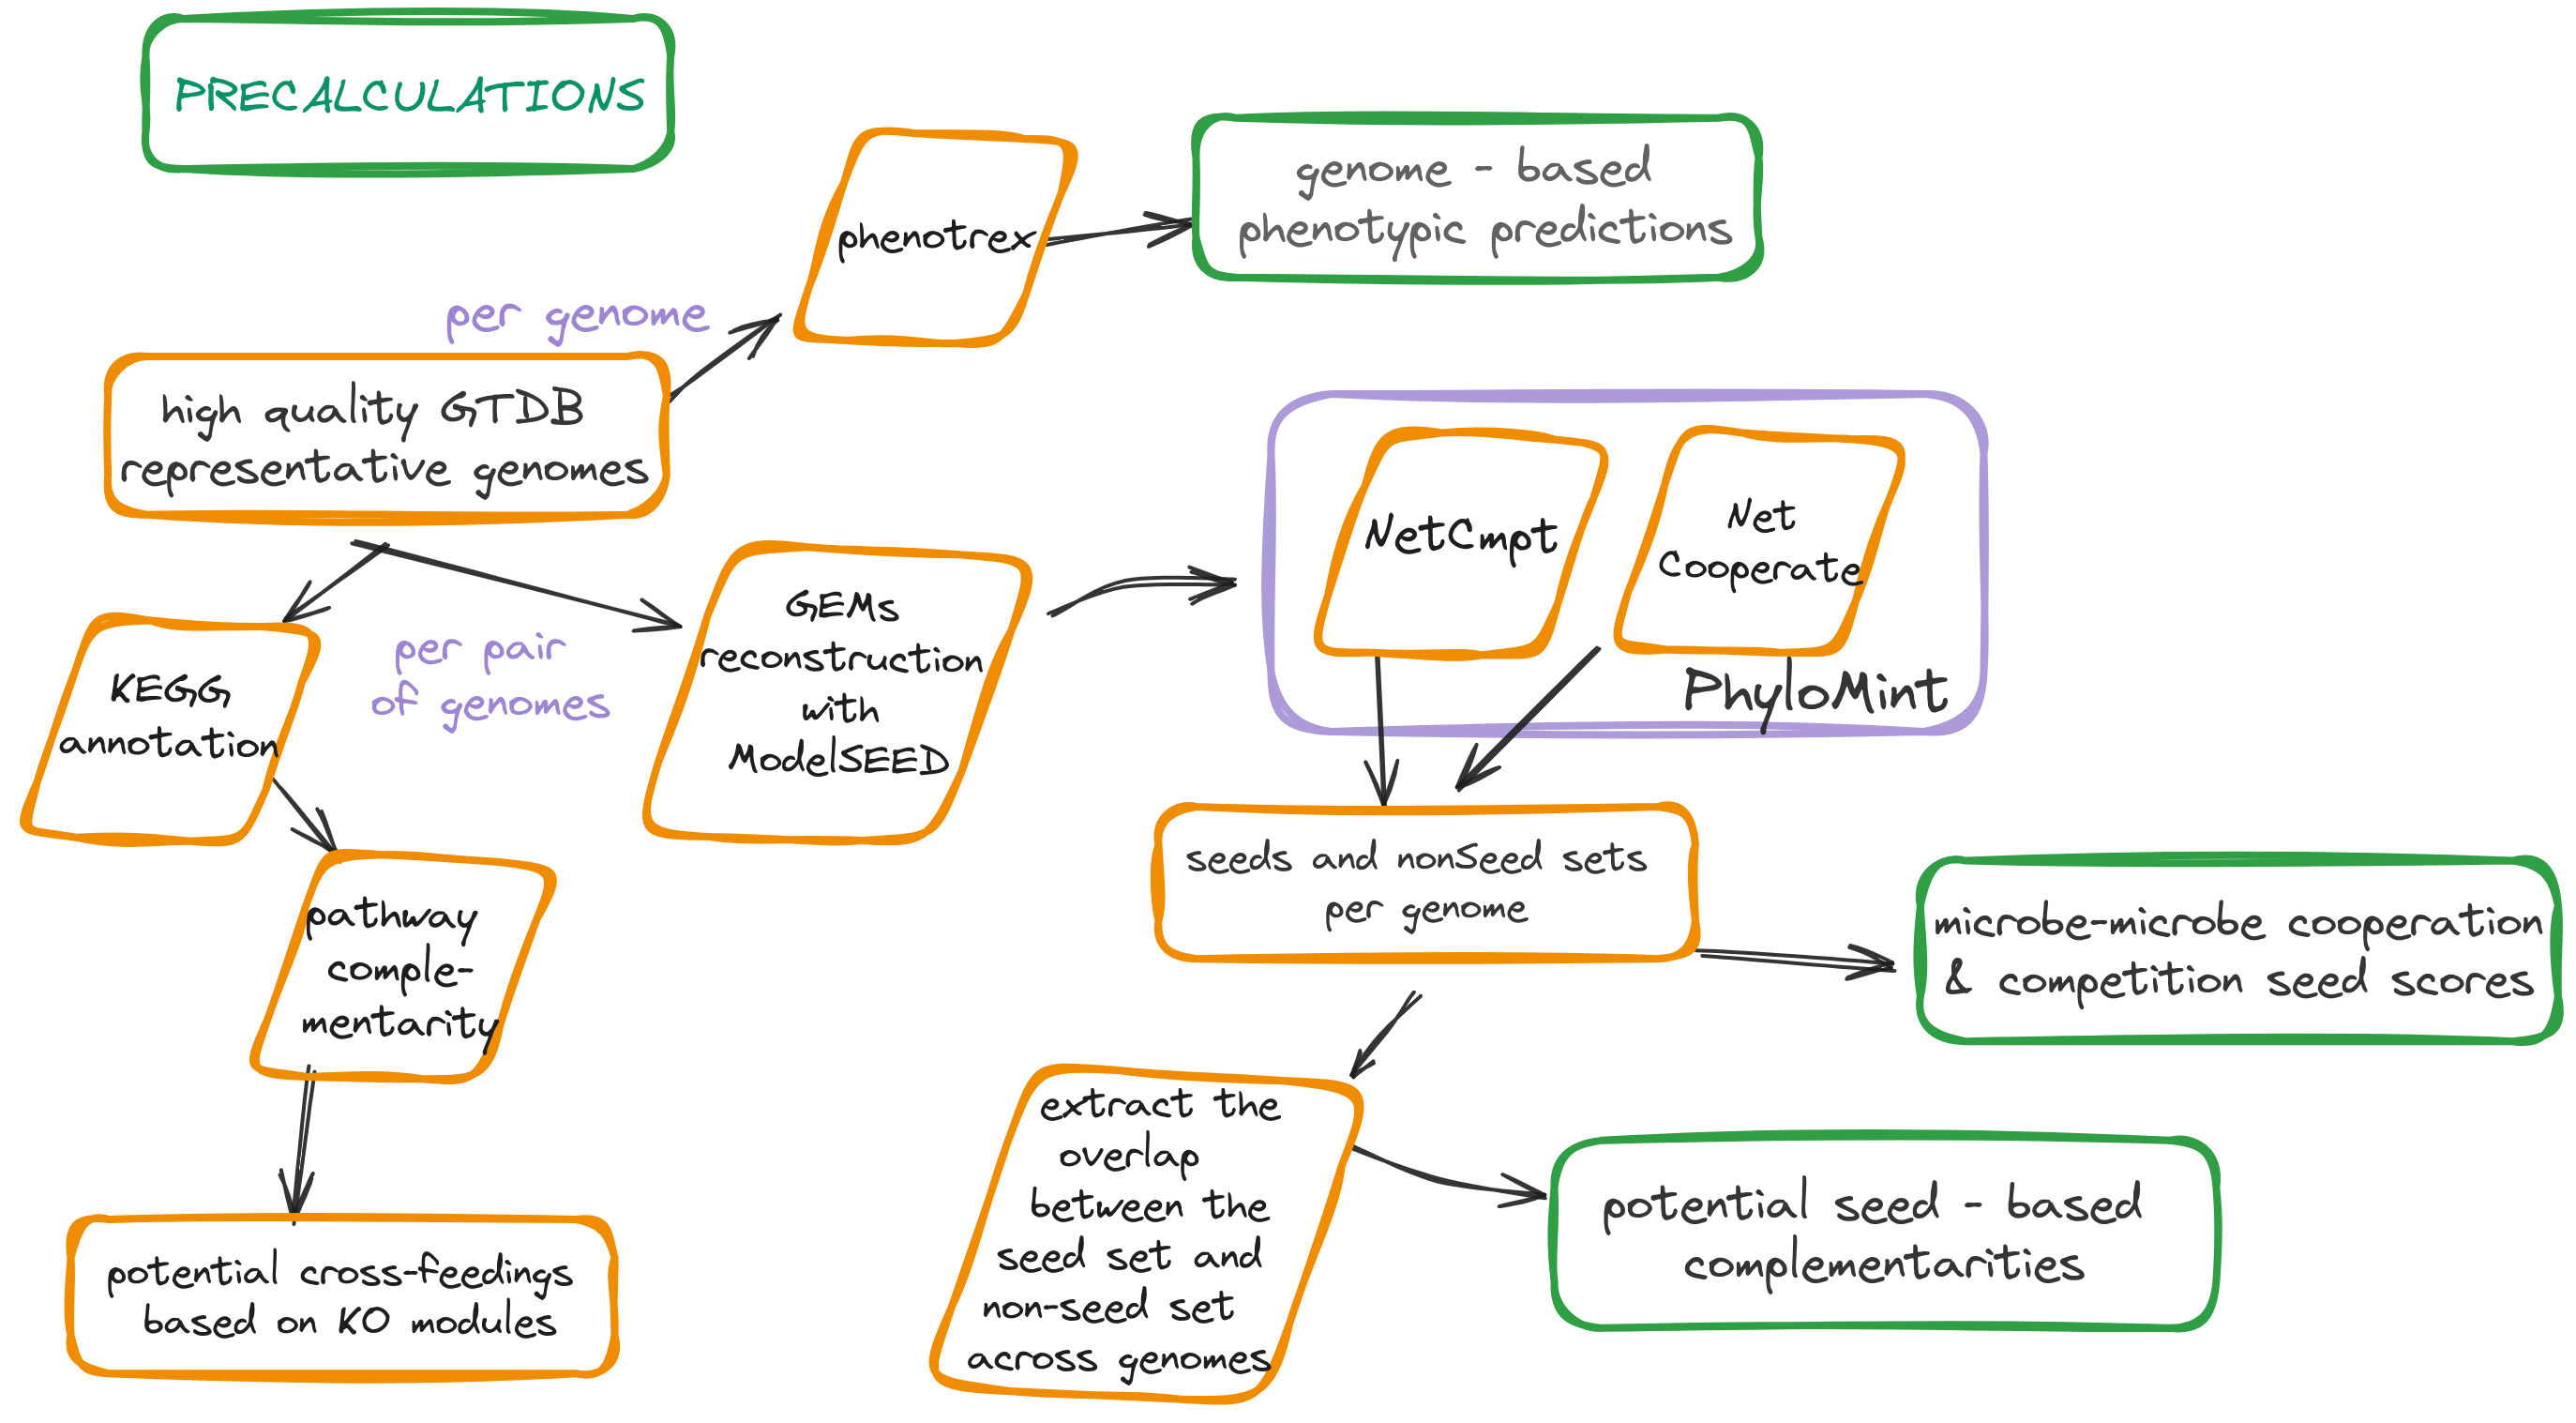 PRECALCULATIONS
phenotrex
genome - based
phenotypic predictions
per genome
high quality GTDB
representative genomes
NetCmpt
Net
Cooperate
PhyloMint
GEMs
reconstruction
with
ModelSEED
per pair
of genomes
KEGG
annotation
pathway
comple-
mentarity
seeds and nonSeed sets
per genome
microbe-microbe cooperation
& competition seed scores
extract the
overlap
between the
seed set and
non-seed set
across genomes
potential seed - based
complementarities
potential cross-feedings
based on KO modules